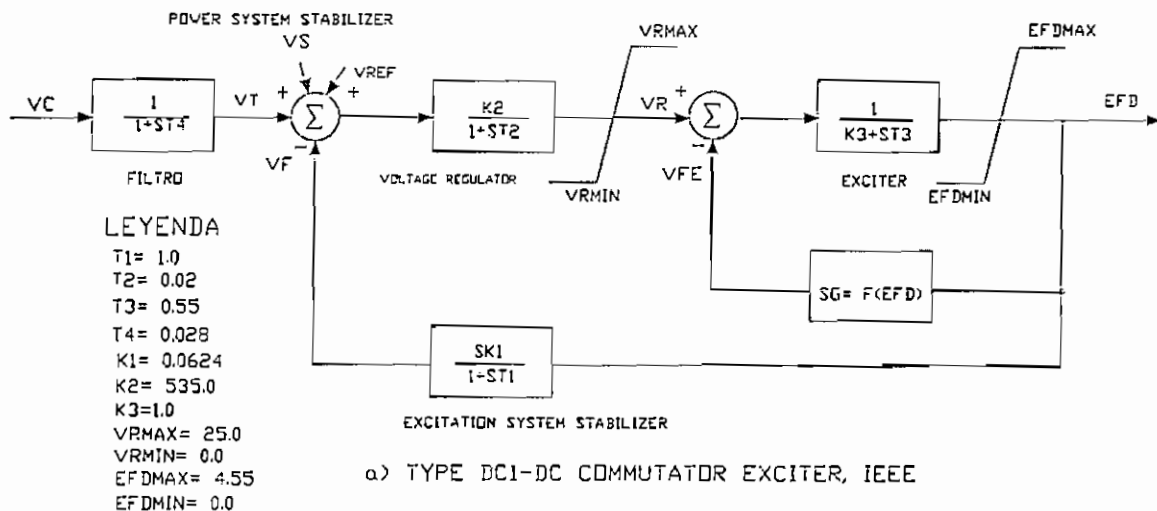 POWER SYSTEM STABILIZER
VS
VREF
VRMAX
EFDMAX
VC
1
1+ST4
VT
+
+
Σ
K2
1+ST2
VR
+
Σ
1
K3+ST3
EFD
FILTRO
VF
−
VOLTAGE REGULATOR
VRMIN
VFE
−
EXCITER
EFDMIN
SG= F(EFD)
SK1
1+ST1
EXCITATION SYSTEM STABILIZER
LEYENDA
T1= 1.0
T2= 0.02
T3= 0.55
T4= 0.028
K1= 0.0624
K2= 535.0
K3=1.0
VRMAX= 25.0
VRMIN= 0.0
EFDMAX= 4.55
EFDMIN= 0.0
a) TYPE DC1-DC COMMUTATOR EXCITER, IEEE